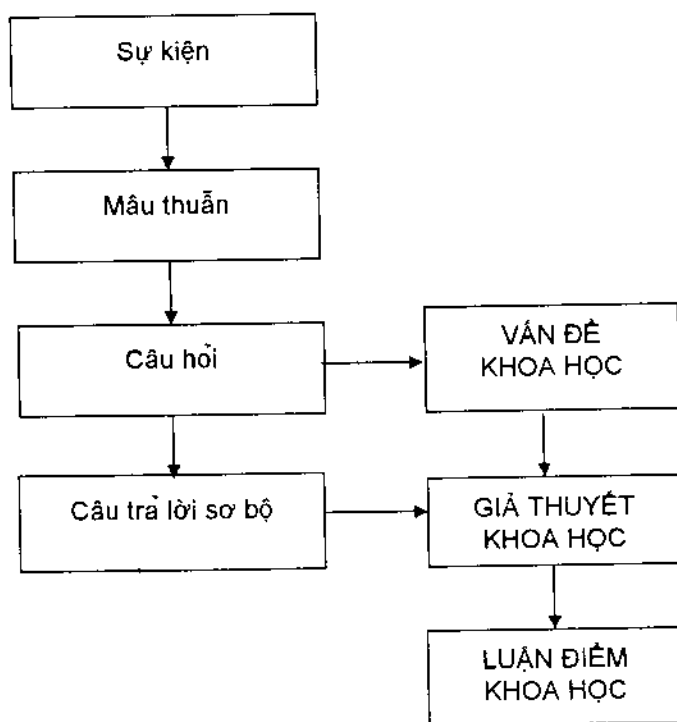 Sự kiện
Mâu thuẫn
Câu hỏi
VẤN ĐỀ
KHOA HỌC
Câu trả lời sơ bộ
GIẢ THUYẾT
KHOA HỌC
LUẬN ĐIỂM
KHOA HỌC